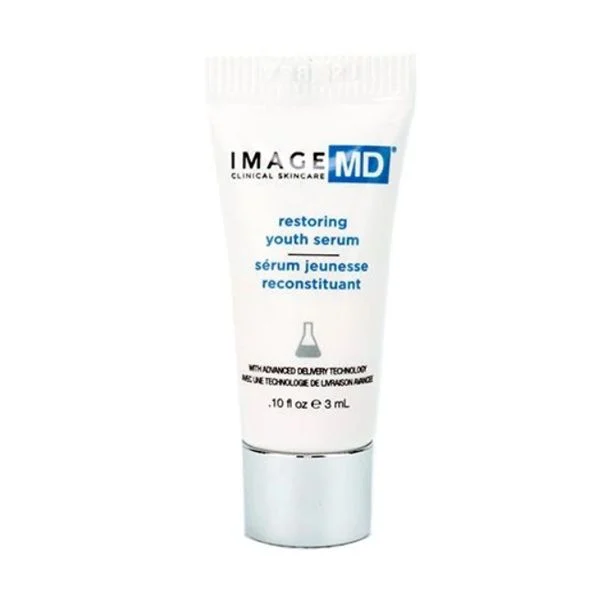 IMAGE MD®
CLINICAL SKINCARE
restoring
youth serum
sérum jeunesse
reconstituant
WITH ADVANCED DELIVERY TECHNOLOGY
AVEC UNE TECHNOLOGIE DE LIVRAISON AVANCÉE
.10 fl oz ℮ 3 mL